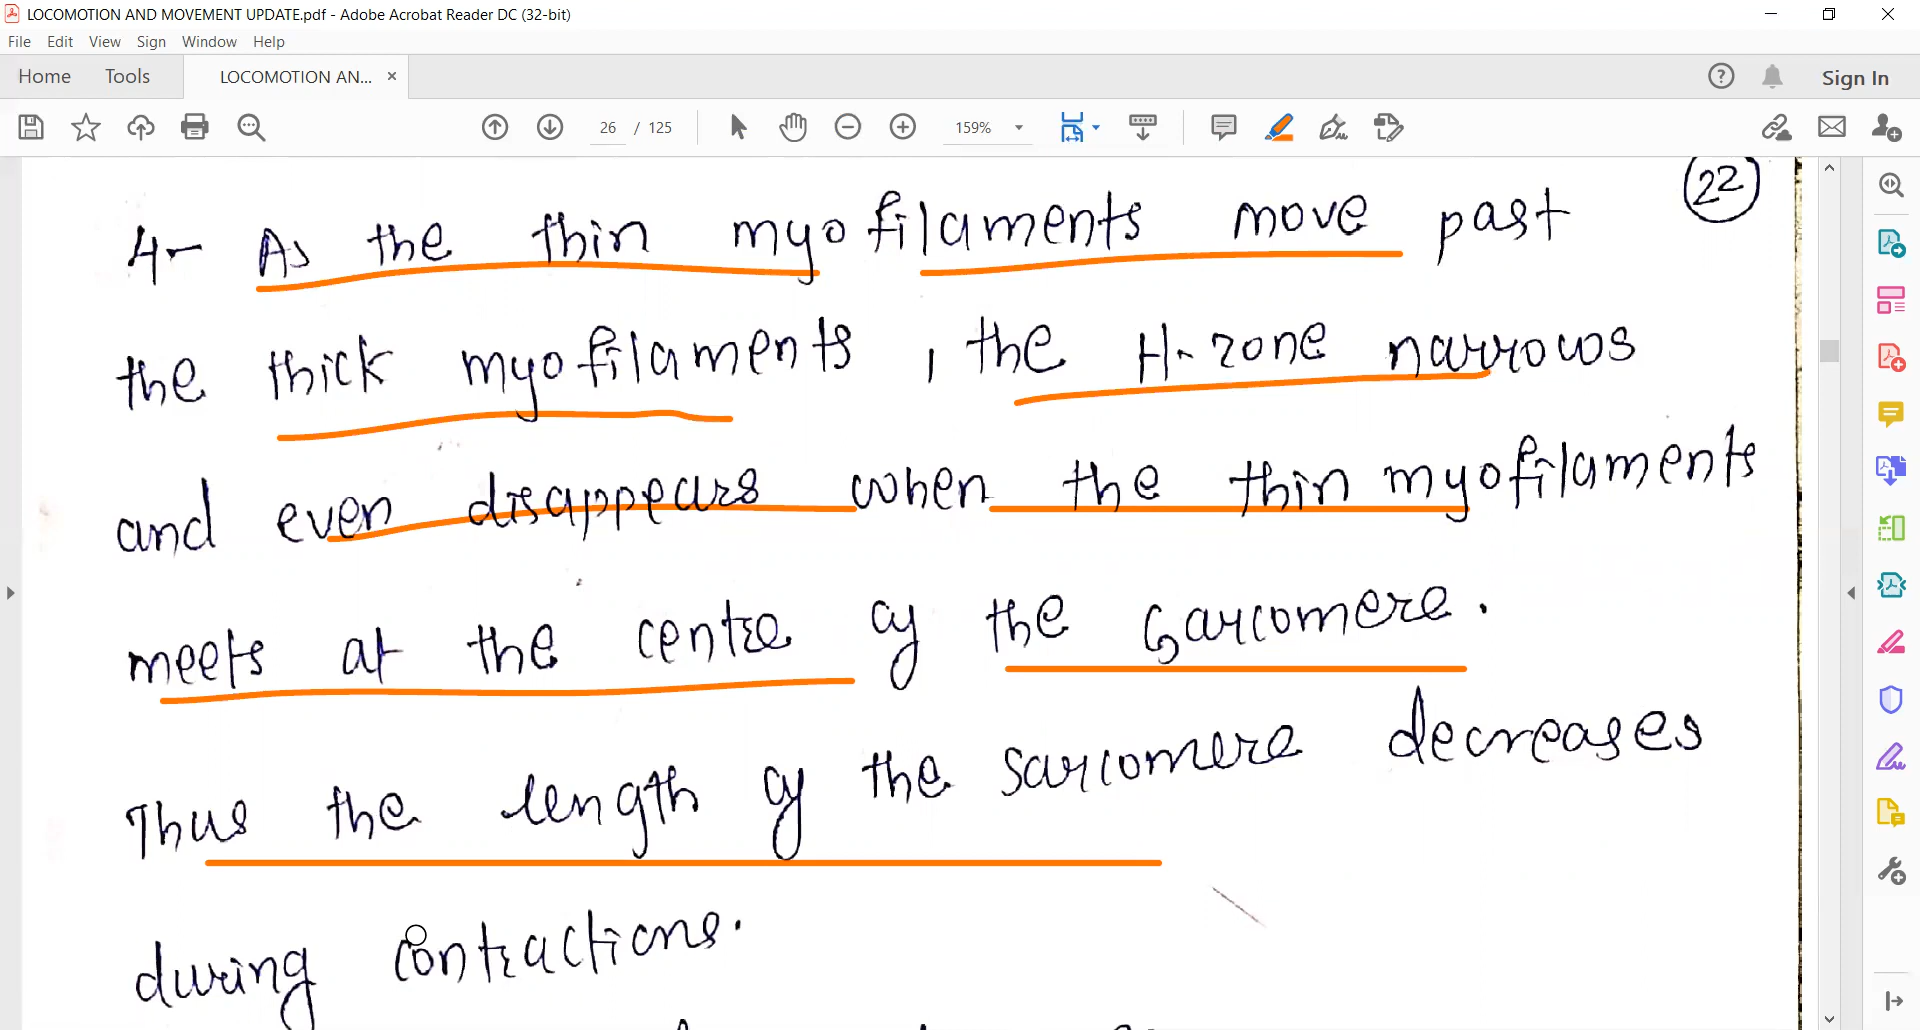 LOCOMOTION AND MOVEMENT UPDATE.pdf - Adobe Acrobat Reader DC (32-bit)
File Edit View Sign Window Help
Home Tools LOCOMOTION AN... × Sign In
26 / 125 159%
22
4- As the thin myofilaments move past
the thick myofilaments, the H-zone narrows
and even disappears when the thin myofilaments
meets at the centre of the sarcomere.
Thus the length of the sarcomere decreases
during contractions.